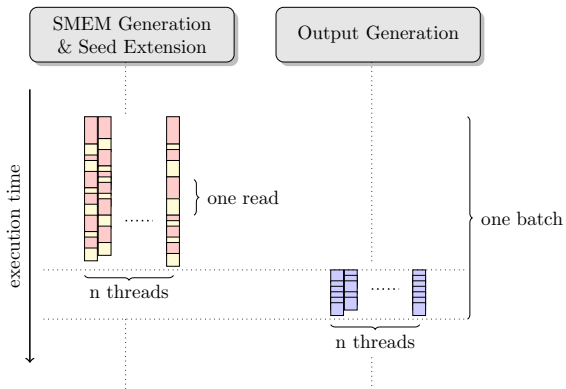 SMEM Generation
& Seed Extension
Output Generation
execution time
one read
one batch
n threads
n threads